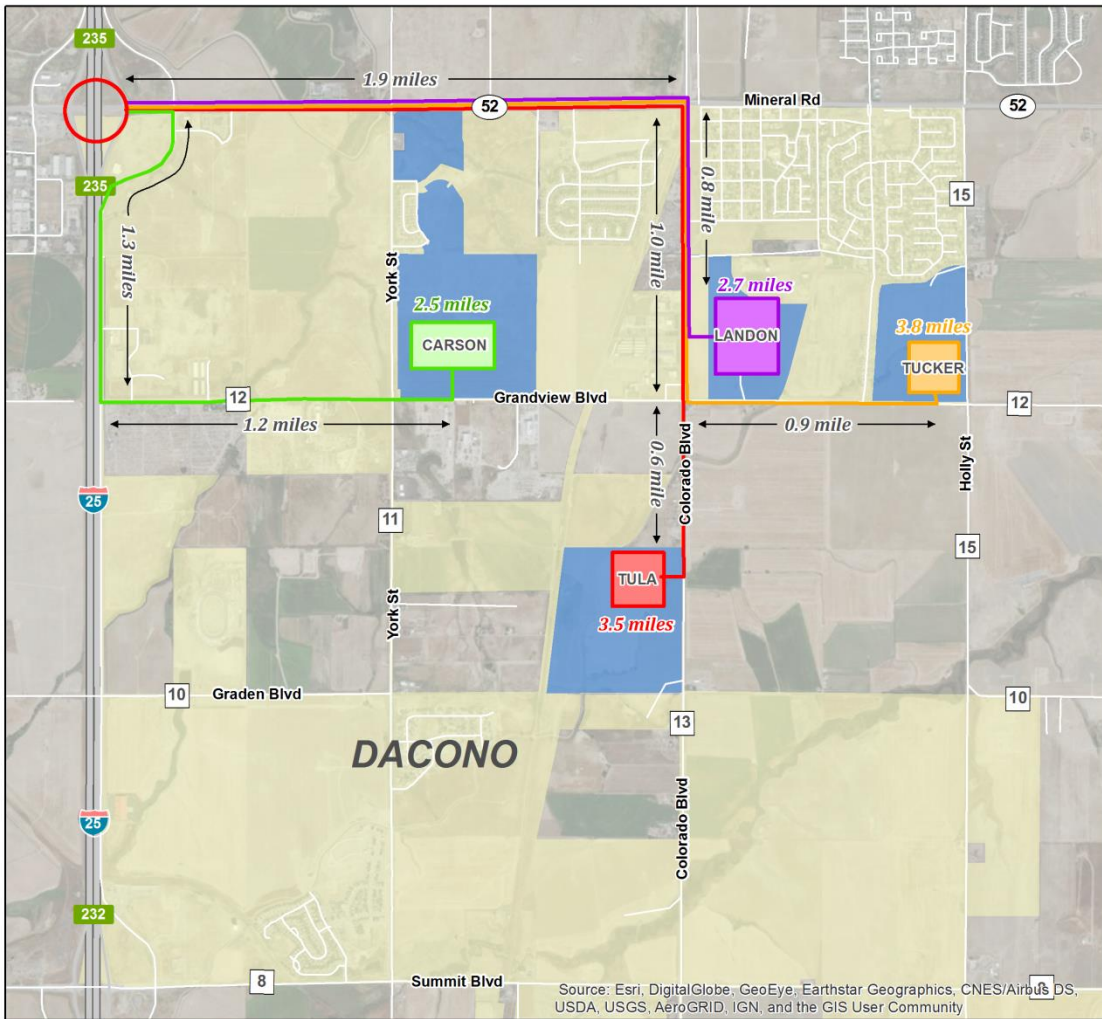 235
1.9 miles
52
Mineral Rd
52
235
15
1.3 miles
1.0 mile
0.8 mile
York St
2.5 miles
CARSON
2.7 miles
LANDON
3.8 miles
TUCKER
12
Grandview Blvd
12
1.2 miles
0.9 mile
0.6 mile
Colorado Blvd
Holly St
25
11
15
TULA
3.5 miles
York St
10
Graden Blvd
10
13
DACONO
25
Colorado Blvd
232
8
Summit Blvd
Source: Esri, DigitalGlobe, GeoEye, Earthstar Geographics, CNES/Airbus DS,
USDA, USGS, AeroGRID, IGN, and the GIS User Community